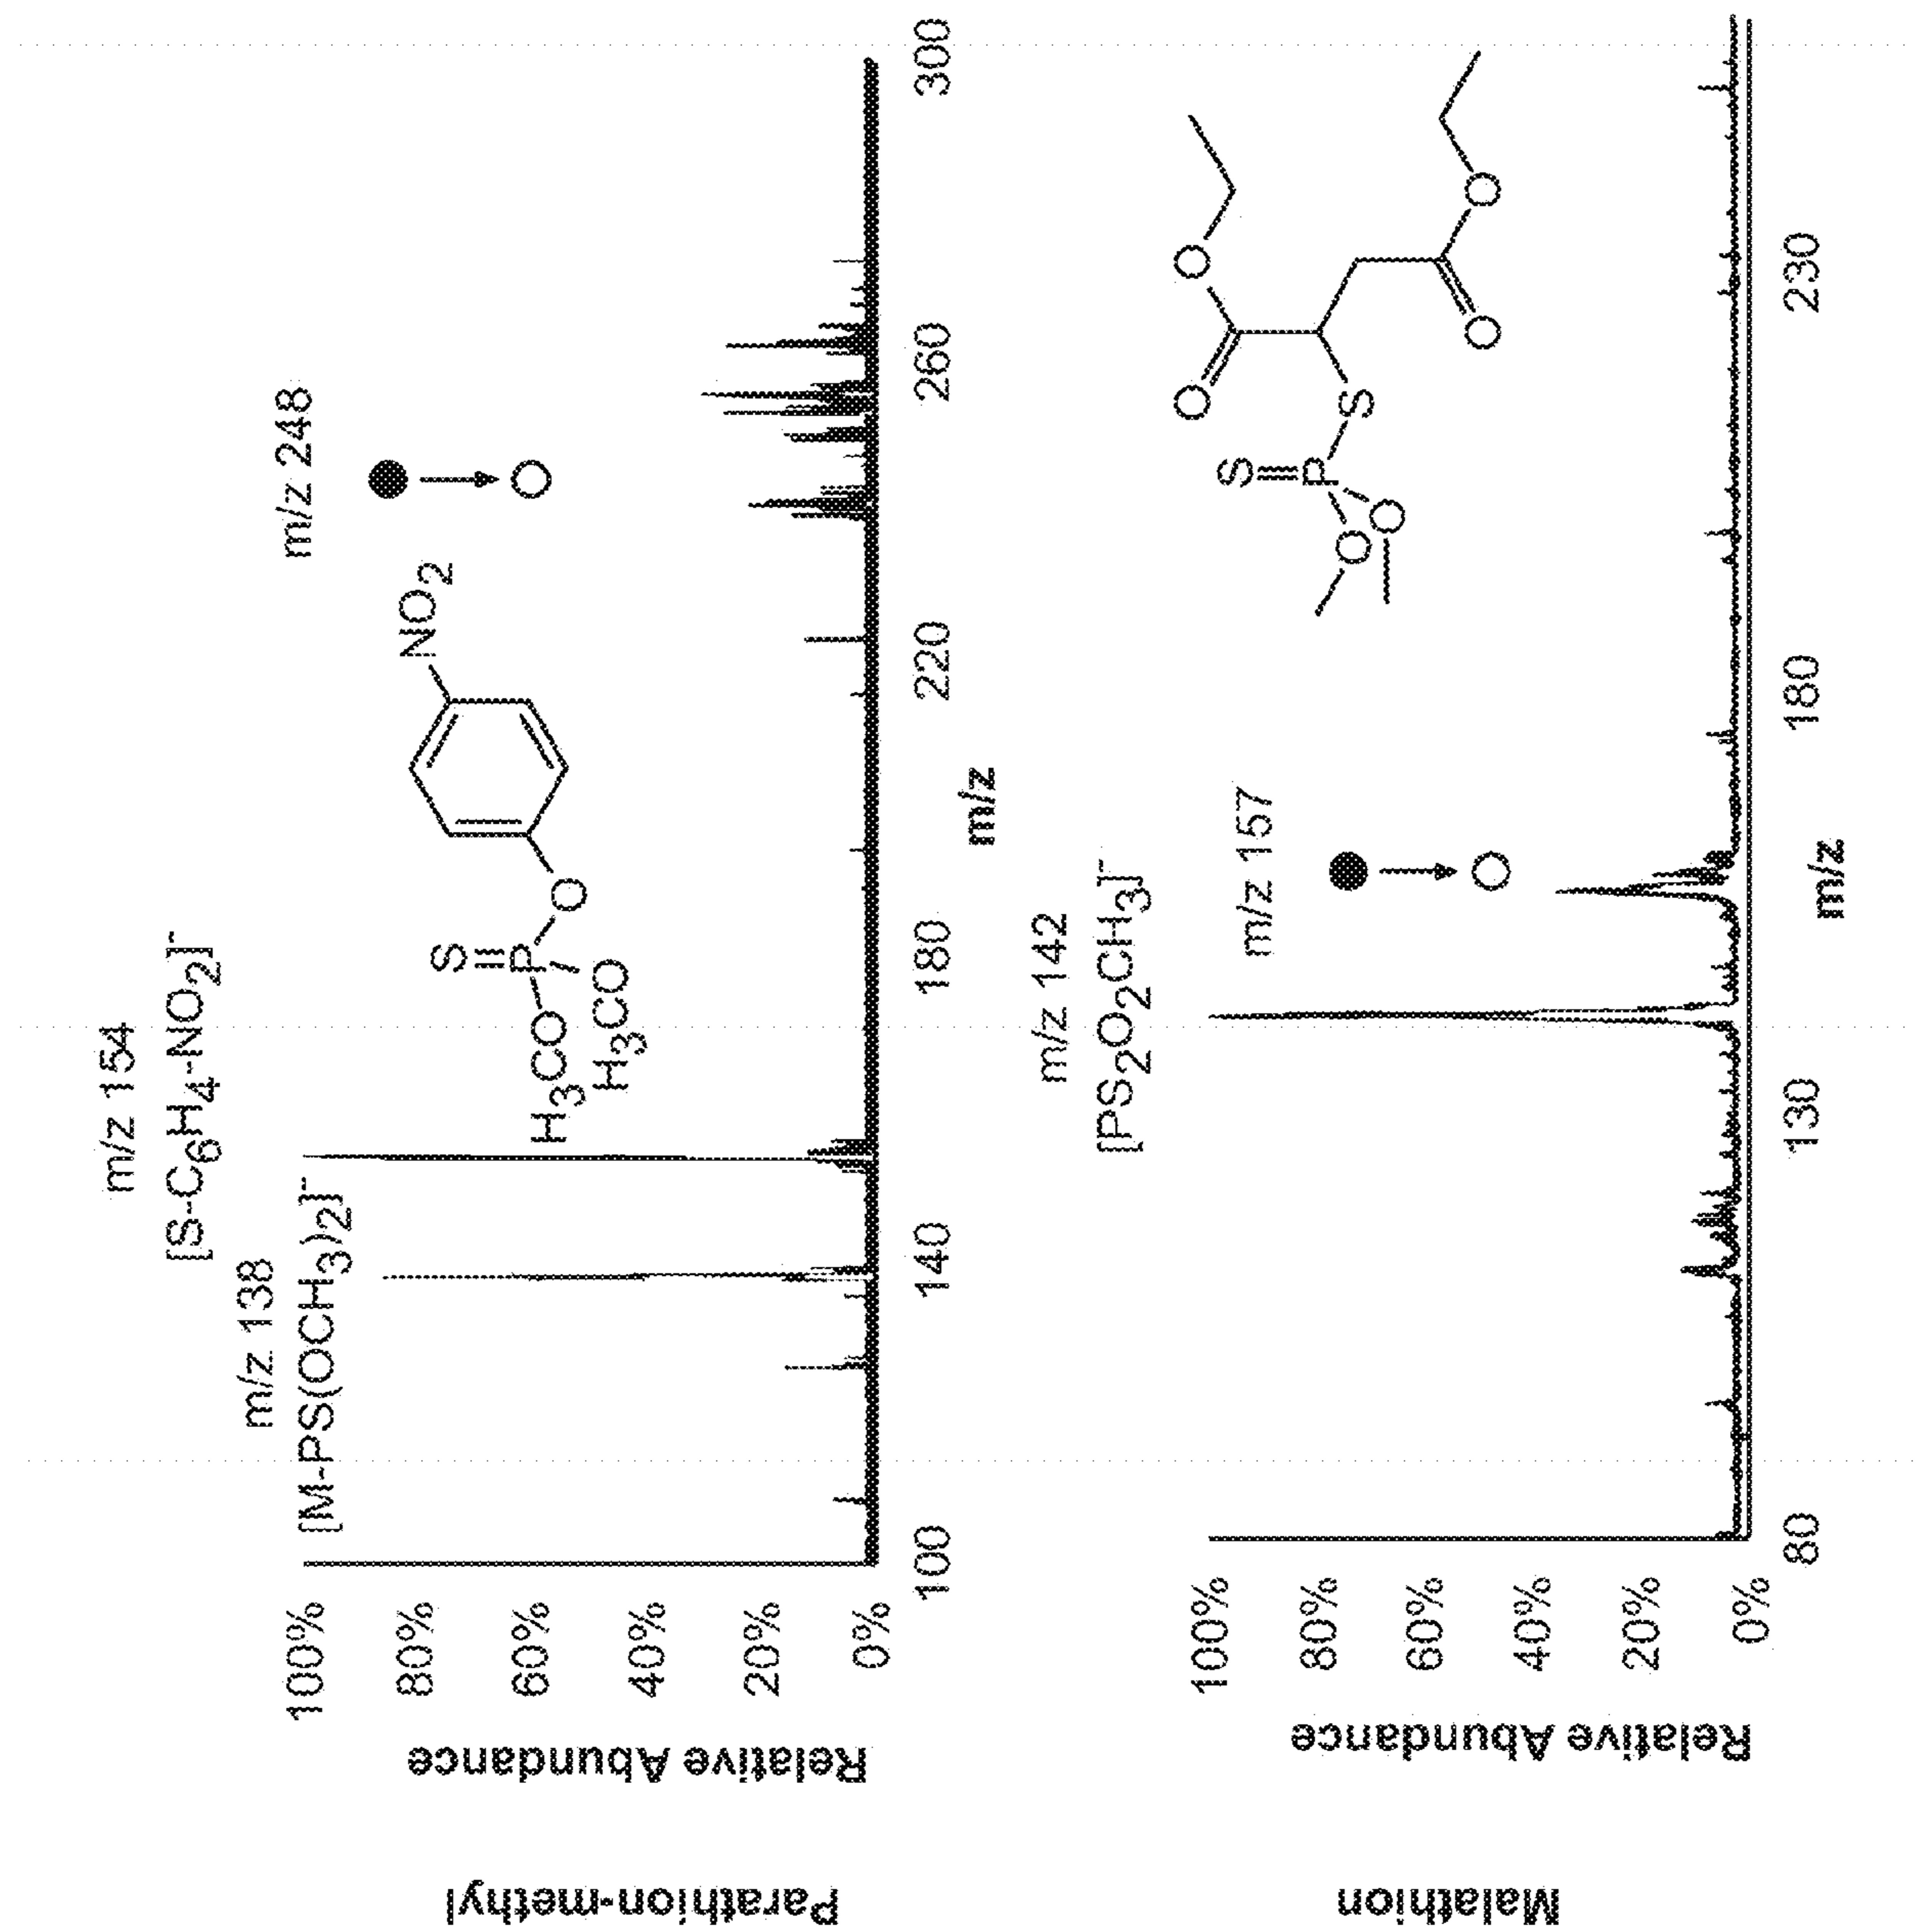 Parathion-methyl
Relative Abundance
100%
80%
60%
40%
20%
0%
m/z 154
[S-C6H4-NO2]-
m/z 138
[M-PS(OCH3)2]-
m/z 248
S
P
O
H3CO
H3CO
NO2
100
140
180
220
260
300
m/z
Malathion
Relative Abundance
100%
80%
60%
40%
20%
0%
m/z 142
[PS2O2CH3]-
m/z 157
O
O
S
P
S
O
O
O
O
80
130
180
230
m/z